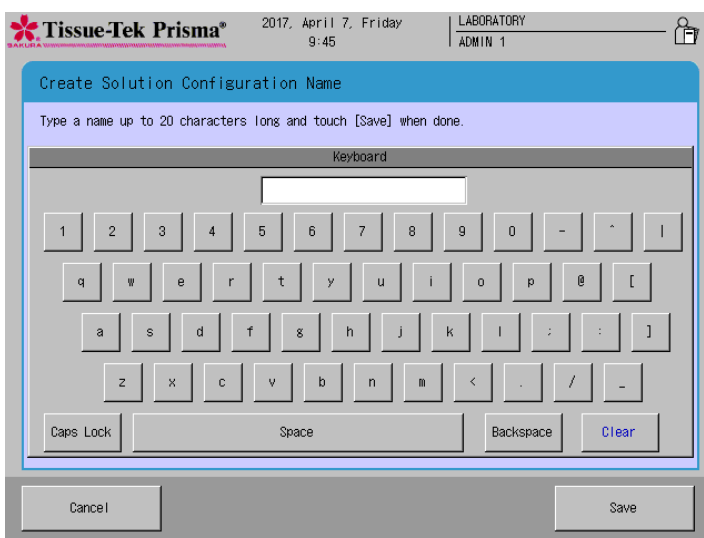 Tissue-Tek Prisma®
SAKURA
2017, April 7, Friday
9:45
LABORATORY
ADMIN 1
Create Solution Configuration Name
Type a name up to 20 characters long and touch [Save] when done.
Keyboard
1 2 3 4 5 6 7 8 9 0 - ^ |
q w e r t y u i o p @ [
a s d f g h j k l ; : ]
z x c v b n m < . / _
Caps Lock Space Backspace Clear
Cancel Save